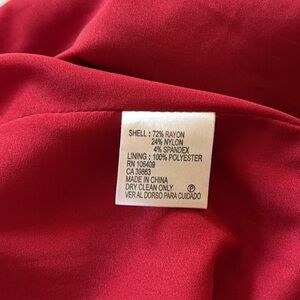 SHELL : 72% RAYON
24% NYLON
4% SPANDEX
LINING : 100% POLYESTER
RN 108409
CA 39863
MADE IN CHINA
DRY CLEAN ONLY Ⓟ
VER AL DORSO PARA CUIDADO